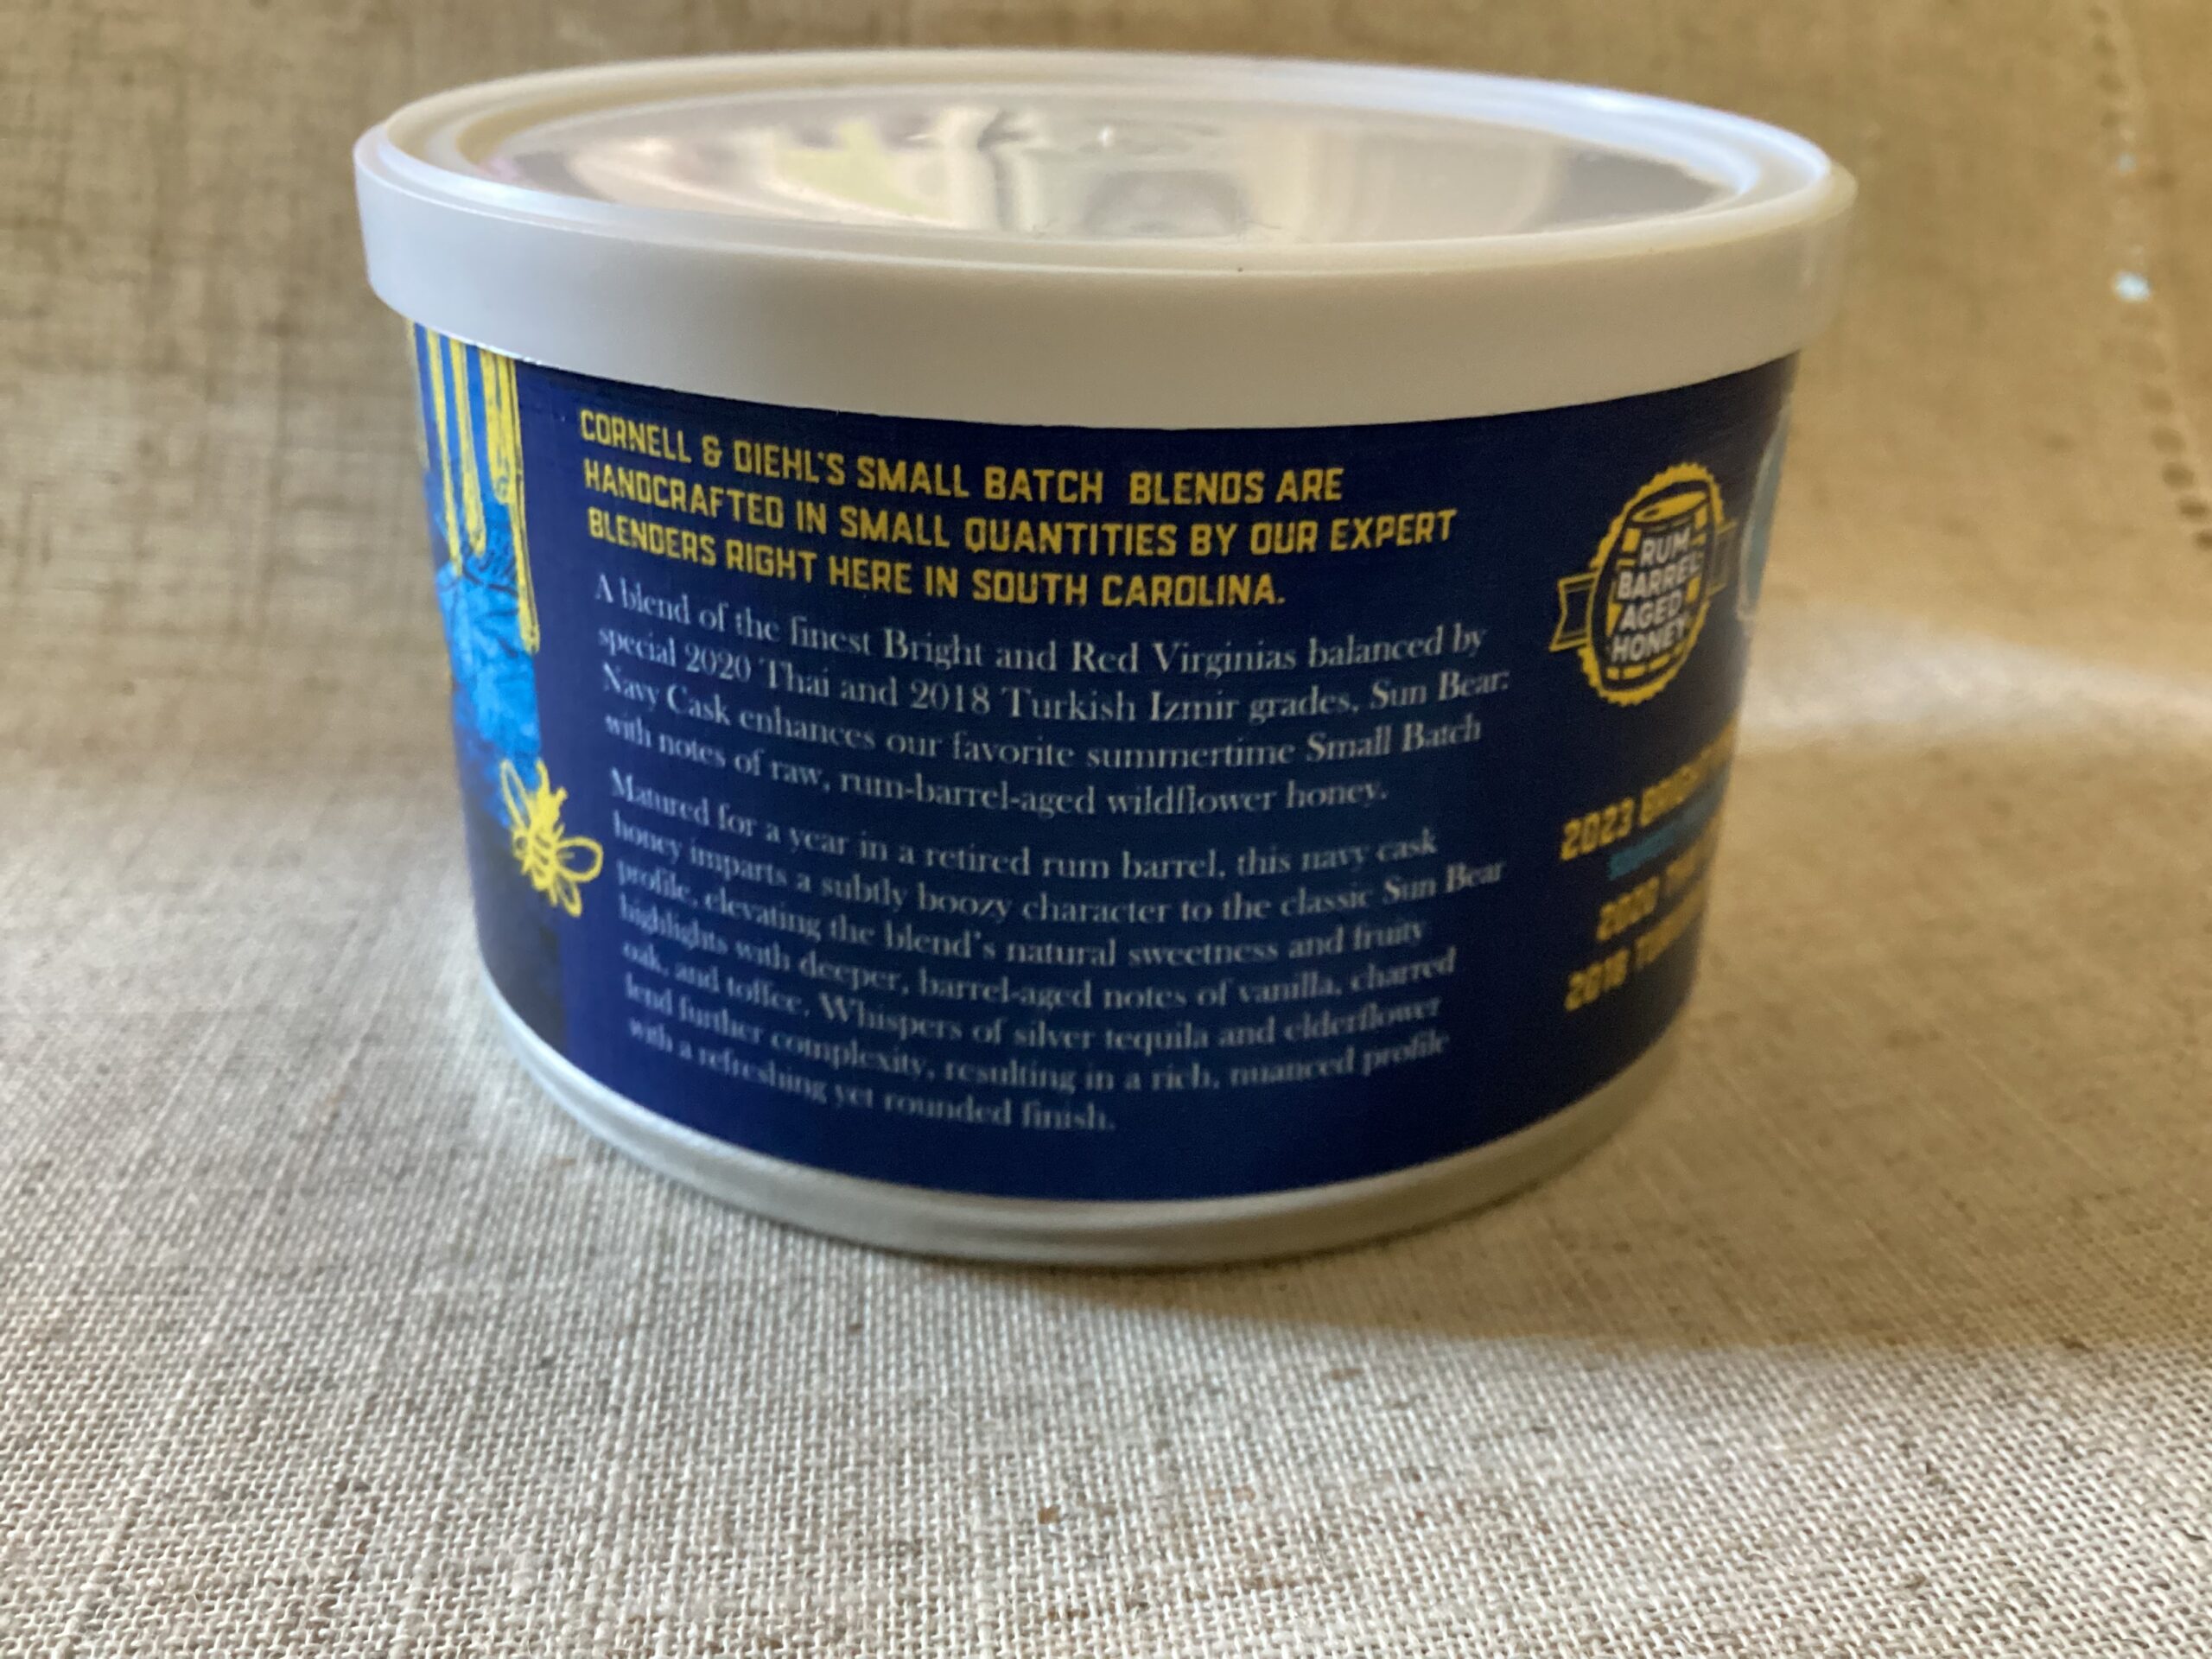 CORNELL & DIEHL'S SMALL BATCH BLENDS ARE
HANDCRAFTED IN SMALL QUANTITIES BY OUR EXPERT
BLENDERS RIGHT HERE IN SOUTH CAROLINA.
A blend of the finest Bright and Red Virginias balanced by
special 2020 Thai and 2018 Turkish Izmir grades, Sun Bear:
Navy Cask enhances our favorite summertime Small Batch
with notes of raw, rum-barrel-aged wildflower honey.
Matured for a year in a retired rum barrel, this navy cask
honey imparts a subtly boozy character to the classic Sun Bear
profile, elevating the blend's natural sweetness and fruity
highlights with deeper, barrel-aged notes of vanilla, charred
oak, and toffee. Whispers of silver tequila and elderflower
lend further complexity, resulting in a rich, nuanced profile
with a refreshing yet rounded finish.
RUM
BARREL
AGED
HONEY
2023 BRIGHT
2020
2018